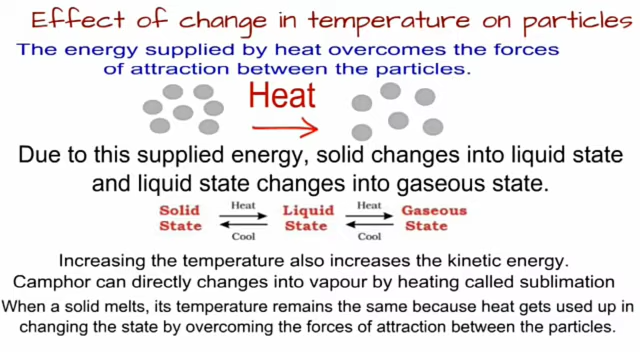 Effect of change in temperature on particles
The energy supplied by heat overcomes the forces
of attraction between the particles.
Heat
Due to this supplied energy, solid changes into liquid state
and liquid state changes into gaseous state.
Solid Heat Liquid Heat Gaseous
State Cool State Cool State
Increasing the temperature also increases the kinetic energy.
Camphor can directly changes into vapour by heating called sublimation
When a solid melts, its temperature remains the same because heat gets used up in
changing the state by overcoming the forces of attraction between the particles.